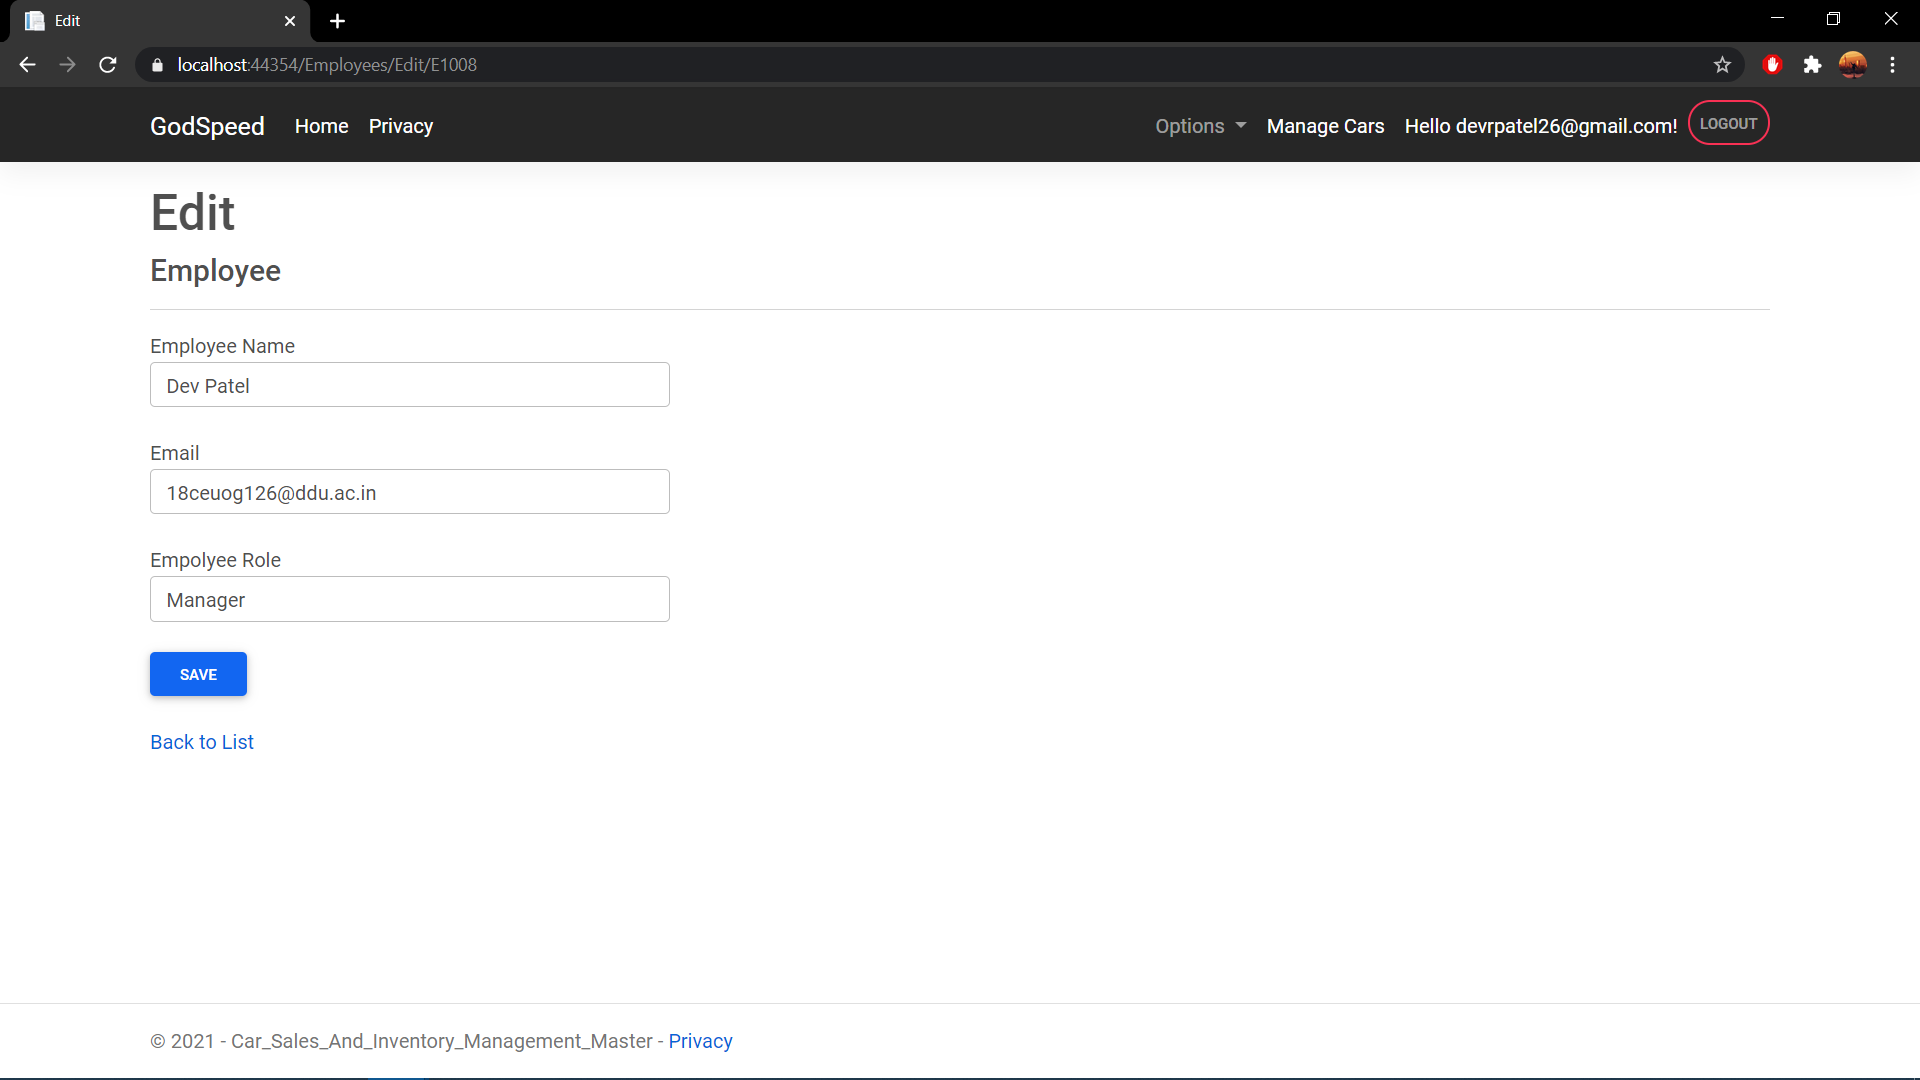 Edit
localhost:44354/Employees/Edit/E1008
GodSpeed Home Privacy Options Manage Cars Hello devrpatel26@gmail.com! LOGOUT
Edit
Employee
Employee Name
Dev Patel
Email
18ceuog126@ddu.ac.in
Empolyee Role
Manager
SAVE
Back to List
© 2021 - Car_Sales_And_Inventory_Management_Master - Privacy